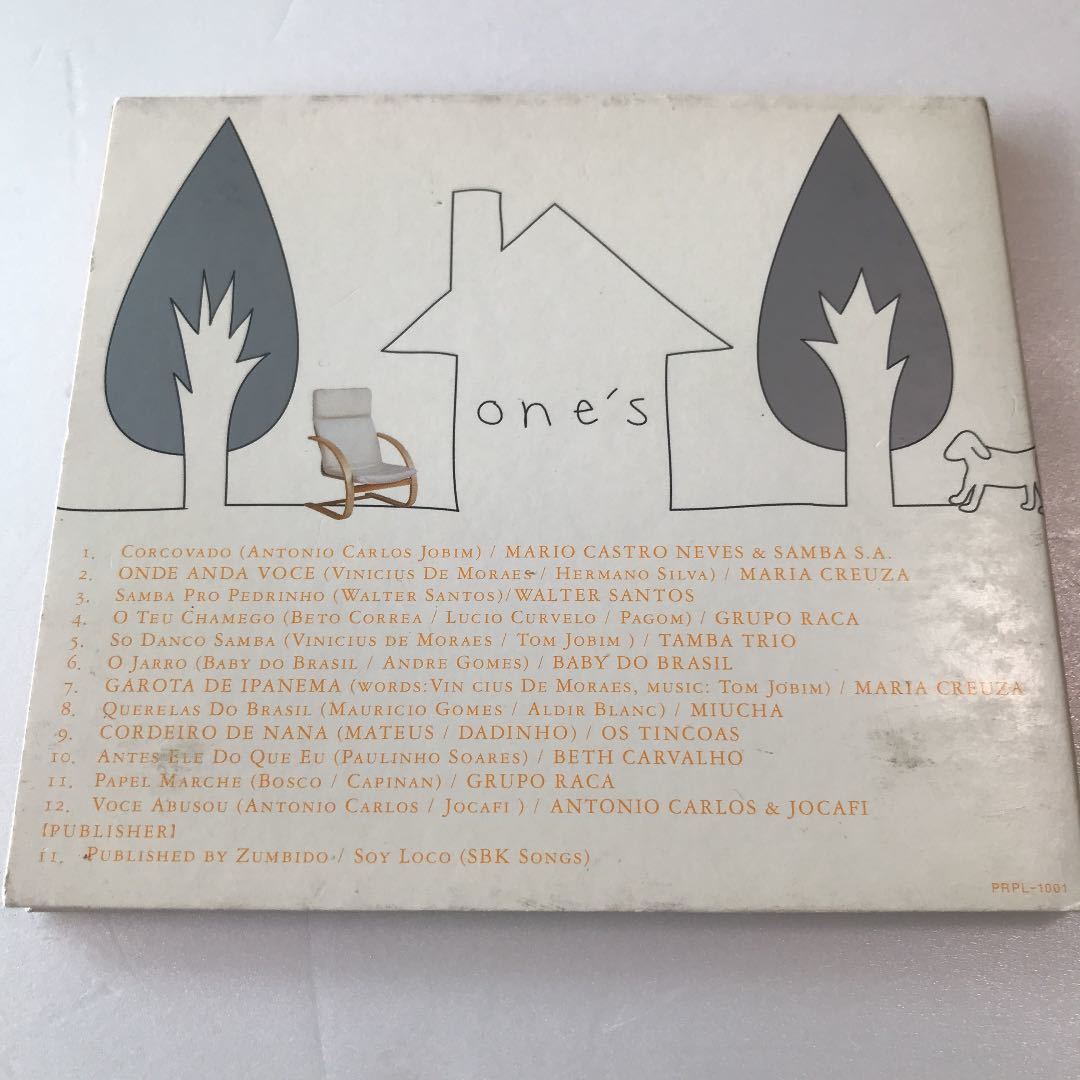 one's
1. CORCOVADO (ANTONIO CARLOS JOBIM) / MARIO CASTRO NEVES & SAMBA S.A.
2. ONDE ANDA VOCE (VINICIUS DE MORAES / HERMANO SILVA) / MARIA CREUZA
3. SAMBA PRO PEDRINHO (WALTER SANTOS)/WALTER SANTOS
4. O TEU CHAMEGO (BETO CORREA / LUCIO CURVELO / PAGOM) / GRUPO RACA
5. SO DANCO SAMBA (VINICIUS DE MORAES / TOM JOBIM ) / TAMBA TRIO
6. O JARRO (BABY DO BRASIL / ANDRE GOMES) / BABY DO BRASIL
7. GAROTA DE IPANEMA (WORDS:VIN CIUS DE MORAES, MUSIC: TOM JOBIM) / MARIA CREUZA
8. QUERELAS DO BRASIL (MAURICIO GOMES / ALDIR BLANC) / MIUCHA
9. CORDEIRO DE NANA (MATEUS / DADINHO) / OS TINCOAS
10. ANTES ELE DO QUE EU (PAULINHO SOARES) / BETH CARVALHO
11. PAPEL MARCHE (BOSCO / CAPINAN) / GRUPO RACA
12. VOCE ABUSOU (ANTONIO CARLOS / JOCAFI ) / ANTONIO CARLOS & JOCAFI
【PUBLISHER】
11. PUBLISHED BY ZUMBIDO / SOY LOCO (SBK SONGS)
PRPL-1001